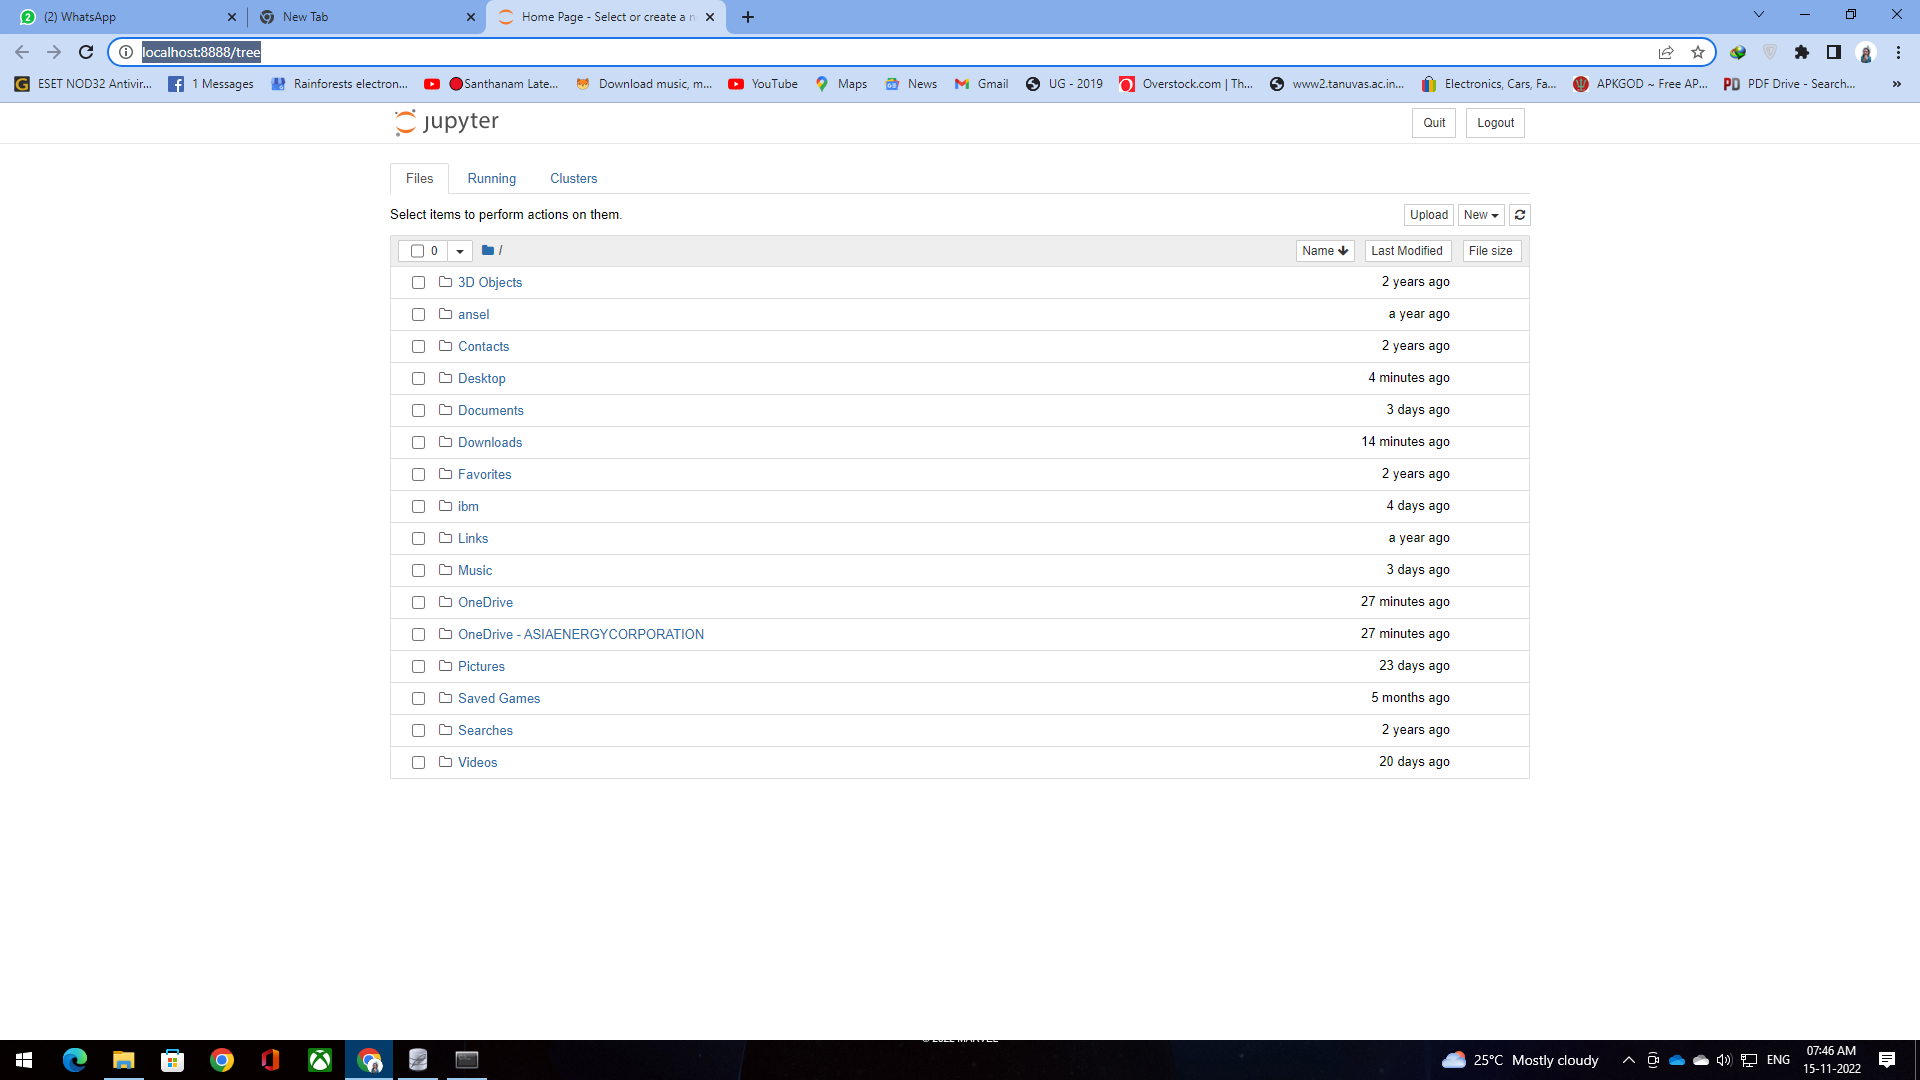 (2) WhatsApp
New Tab
Home Page - Select or create a n
localhost:8888/tree
ESET NOD32 Antivir... 1 Messages Rainforests electron... Santhanam Late... Download music, m... YouTube Maps News Gmail UG - 2019 Overstock.com | Th... www2.tanuvas.ac.in... Electronics, Cars, Fa... APKGOD ~ Free AP... PDF Drive - Search... »
jupyter Quit Logout
Files Running Clusters
Select items to perform actions on them. Upload New
0 / Name Last Modified File size
3D Objects 2 years ago
ansel a year ago
Contacts 2 years ago
Desktop 4 minutes ago
Documents 3 days ago
Downloads 14 minutes ago
Favorites 2 years ago
ibm 4 days ago
Links a year ago
Music 3 days ago
OneDrive 27 minutes ago
OneDrive - ASIAENERGYCORPORATION 27 minutes ago
Pictures 23 days ago
Saved Games 5 months ago
Searches 2 years ago
Videos 20 days ago
© 2022 MARVEL
25°C Mostly cloudy ENG 07:46 AM
15-11-2022